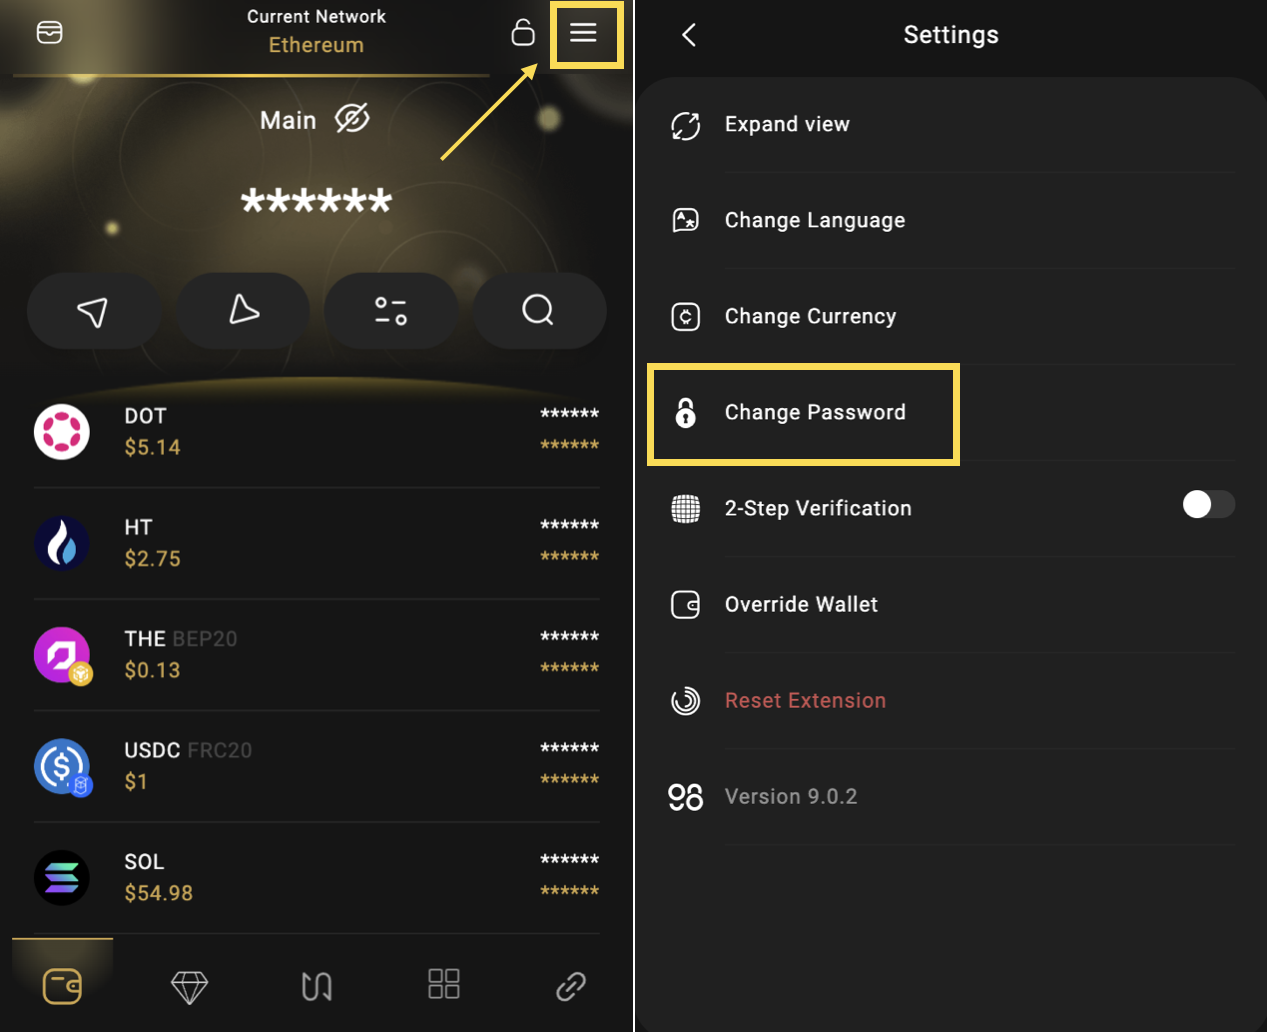 Current Network
Ethereum
Main
******
DOT
******
$5.14
******
HT
******
$2.75
******
THE BEP20
******
$0.13
******
USDC FRC20
******
$1
******
SOL
******
$54.98
******
Settings
Expand view
Change Language
Change Currency
Change Password
2-Step Verification
Override Wallet
Reset Extension
Version 9.0.2